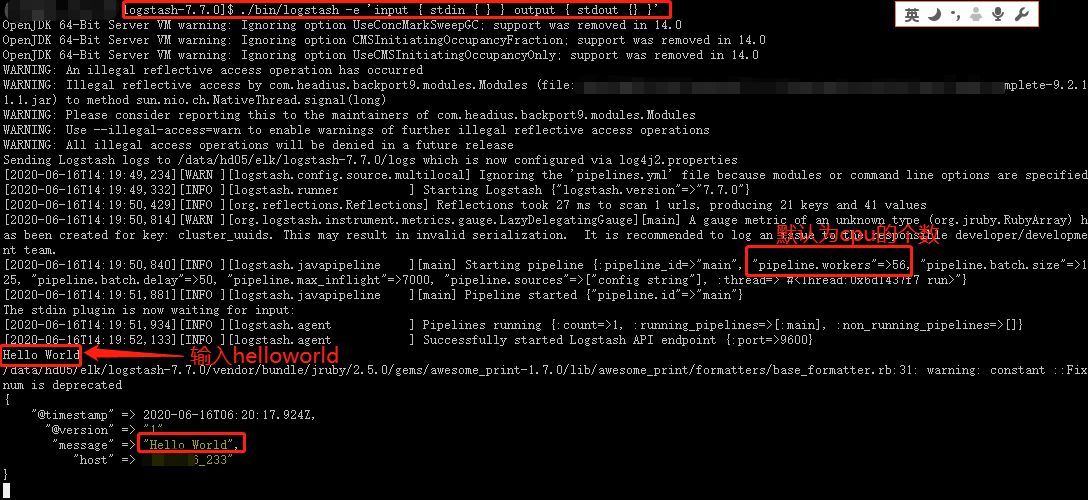 logstash-7.7.0]$ ./bin/logstash -e 'input { stdin { } } output { stdout {} }'
英
OpenJDK 64-Bit Server VM warning: Ignoring option UseConcMarkSweepGC; support was removed in 14.0
OpenJDK 64-Bit Server VM warning: Ignoring option CMSInitiatingOccupancyFraction; support was removed in 14.0
OpenJDK 64-Bit Server VM warning: Ignoring option UseCMSInitiatingOccupancyOnly; support was removed in 14.0
WARNING: An illegal reflective access operation has occurred
WARNING: Illegal reflective access by com.headius.backport9.modules.Modules (file: mplete-9.2.1
1.1.jar) to method sun.nio.ch.NativeThread.signal(long)
WARNING: Please consider reporting this to the maintainers of com.headius.backport9.modules.Modules
WARNING: Use --illegal-access=warn to enable warnings of further illegal reflective access operations
WARNING: All illegal access operations will be denied in a future release
Sending Logstash logs to /data/hd05/elk/logstash-7.7.0/logs which is now configured via log4j2.properties
[2020-06-16T14:19:49,234][WARN ][logstash.config.source.multilocal] Ignoring the 'pipelines.yml' file because modules or command line options are specified
[2020-06-16T14:19:49,332][INFO ][logstash.runner          ] Starting Logstash {"logstash.version"=>"7.7.0"}
[2020-06-16T14:19:50,429][INFO ][org.reflections.Reflections] Reflections took 27 ms to scan 1 urls, producing 21 keys and 41 values
[2020-06-16T14:19:50,814][WARN ][org.logstash.instrument.metrics.gauge.LazyDelegatingGauge][main] A gauge metric of an unknown type (org.jruby.RubyArray) h
as been created for key: cluster_uuids. This may result in invalid serialization.  It is recommended to log an issue to the responsible developer/developme
nt team.
默认为cpu的个数
[2020-06-16T14:19:50,840][INFO ][logstash.javapipeline    ][main] Starting pipeline {:pipeline_id=>"main", "pipeline.workers"=>56, "pipeline.batch.size"=>1
25, "pipeline.batch.delay"=>50, "pipeline.max_inflight"=>7000, "pipeline.sources"=>["config string"], :thread=>"#<Thread:0x6d1437f7 run>"}
[2020-06-16T14:19:51,881][INFO ][logstash.javapipeline    ][main] Pipeline started {"pipeline.id"=>"main"}
The stdin plugin is now waiting for input:
[2020-06-16T14:19:51,934][INFO ][logstash.agent           ] Pipelines running {:count=>1, :running_pipelines=>[:main], :non_running_pipelines=>[]}
[2020-06-16T14:19:52,133][INFO ][logstash.agent           ] Successfully started Logstash API endpoint {:port=>9600}
Hello World
输入helloworld
/data/hd05/elk/logstash-7.7.0/vendor/bundle/jruby/2.5.0/gems/awesome_print-1.7.0/lib/awesome_print/formatters/base_formatter.rb:31: warning: constant ::Fix
num is deprecated
{
"@timestamp" => 2020-06-16T06:20:17.924Z,
"@version" => "1"
"message" => "Hello World",
"host" => 6_233"
}